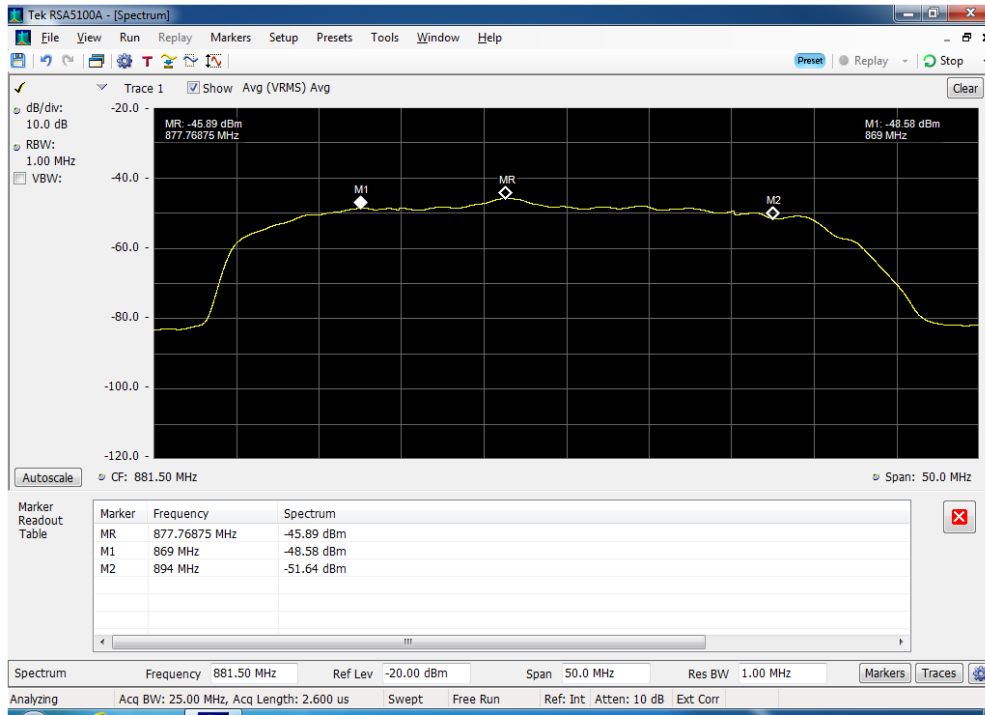 Tek RSA5100A - [Spectrum]
File View Run Replay Markers Setup Presets Tools Window Help
T Preset Replay Stop
Trace 1 Show Avg (VRMS) Avg Clear
dB/div:
10.0 dB
RBW:
1.00 MHz
VBW:
-20.0 -
-40.0 -
-60.0 -
-80.0 -
-100.0 -
-120.0 -
MR: -45.89 dBm
877.76875 MHz
M1: -48.58 dBm
869 MHz
M1
MR
M2
Autoscale CF: 881.50 MHz Span: 50.0 MHz
Marker
Readout
Table
Marker Frequency Spectrum
MR 877.76875 MHz -45.89 dBm
M1 869 MHz -48.58 dBm
M2 894 MHz -51.64 dBm
Spectrum Frequency 881.50 MHz Ref Lev -20.00 dBm Span 50.0 MHz Res BW 1.00 MHz Markers Traces
Analyzing Acq BW: 25.00 MHz, Acq Length: 2.600 us Swept Free Run Ref: Int Atten: 10 dB Ext Corr